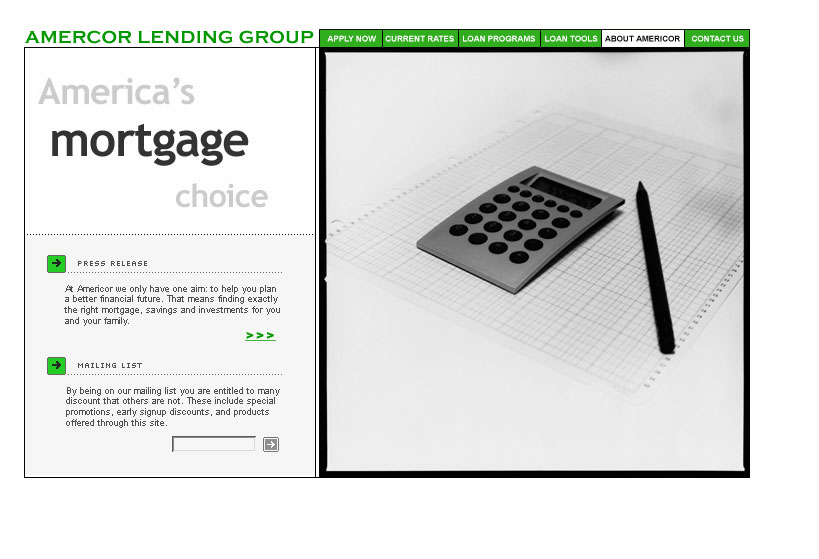 AMERCOR LENDING GROUP
APPLY NOW CURRENT RATES LOAN PROGRAMS LOAN TOOLS ABOUT AMERICOR CONTACT US
America's
mortgage
choice
PRESS RELEASE
At Americor we only have one aim: to help you plan
a better financial future. That means finding exactly
the right mortgage, savings and investments for you
and your family.
>>>
MAILING LIST
By being on our mailing list you are entitled to many
discount that others are not. These include special
promotions, early signup discounts, and products
offered through this site.